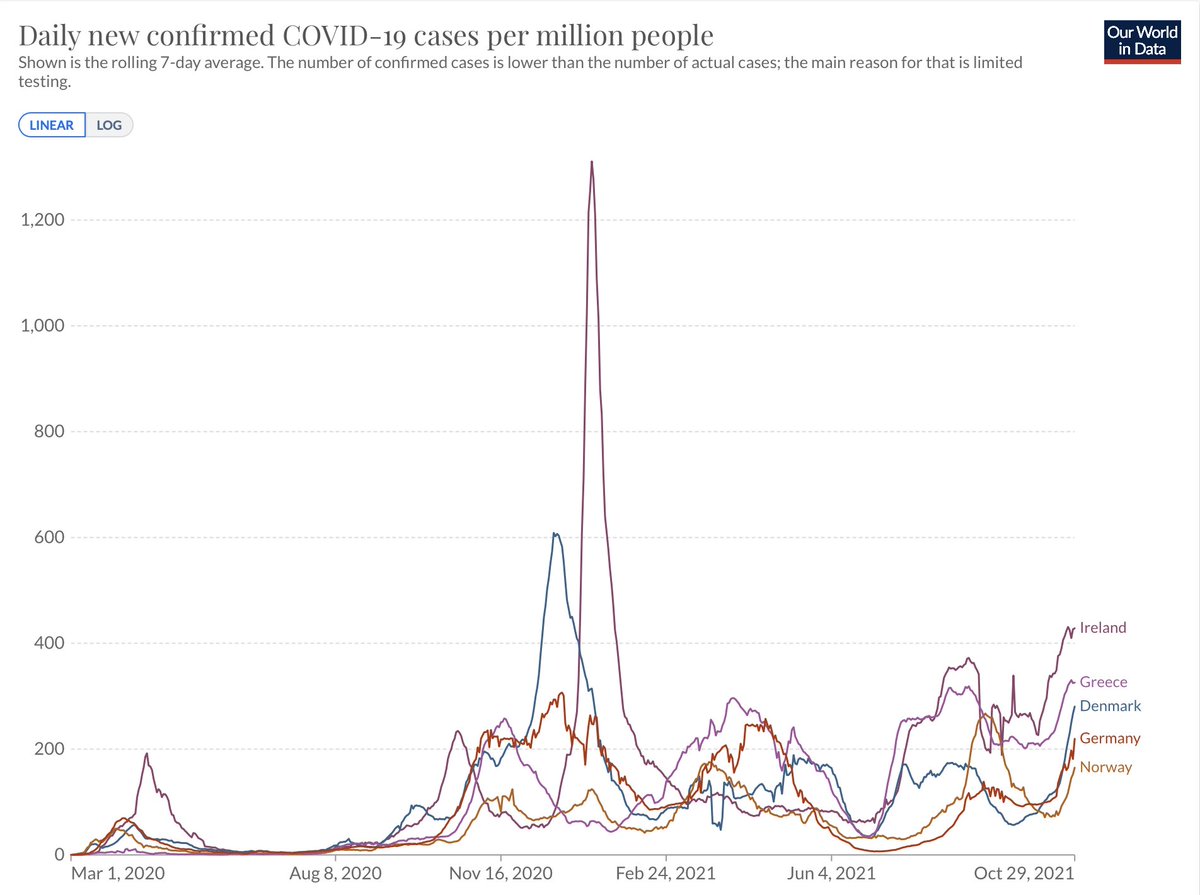 Daily new confirmed COVID-19 cases per million people
Our World
in Data
Shown is the rolling 7-day average. The number of confirmed cases is lower than the number of actual cases; the main reason for that is limited
testing.
LINEAR LOG
1,200
1,000
800
600
400
200
0
Ireland
Greece
Denmark
Germany
Norway
Mar 1, 2020 Aug 8, 2020 Nov 16, 2020 Feb 24, 2021 Jun 4, 2021 Oct 29, 2021